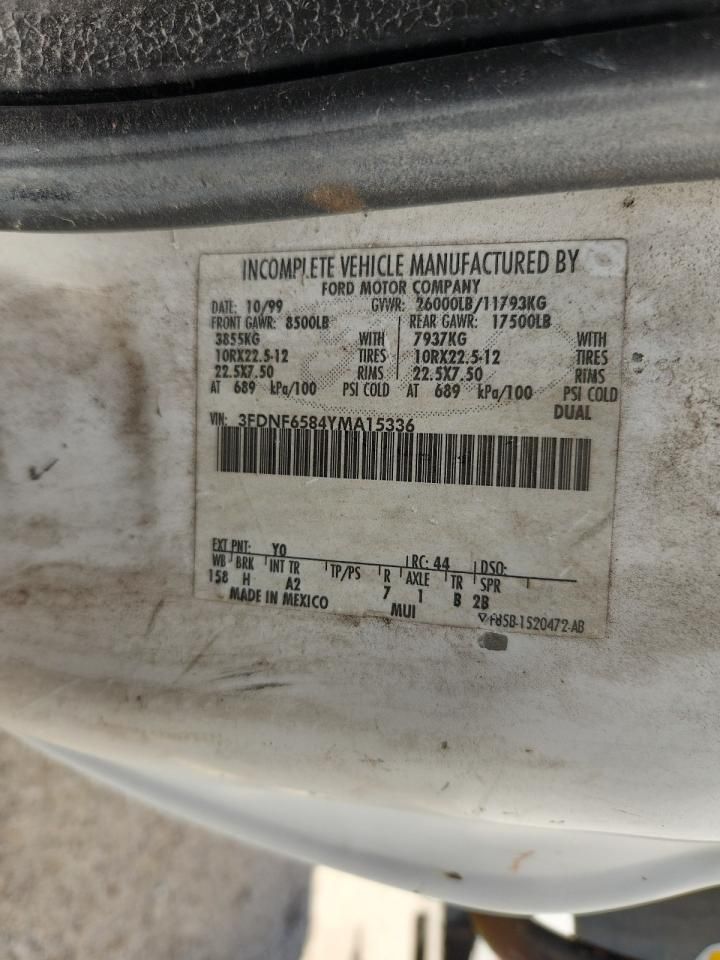 INCOMPLETE VEHICLE MANUFACTURED BY
FORD MOTOR COMPANY
DATE: 10/99 GVWR: 26000LB/11793KG
FRONT GAWR: 8500LB REAR GAWR: 17500LB
3855KG WITH 7937KG WITH
10RX22.5-12 TIRES 10RX22.5-12 TIRES
22.5X7.50 RIMS 22.5X7.50 RIMS
AT 689 kPa/100 PSI COLD AT 689 kPa/100 PSI COLD
DUAL
VIN: 3FDNF6584YMA15336
EXT PNT: YO RC: 44 DSO:
WB BRK INT TR TP/PS R AXLE TR SPR
158 H A2 7 1 B 2B
MADE IN MEXICO MUI F85B-1520472-AB